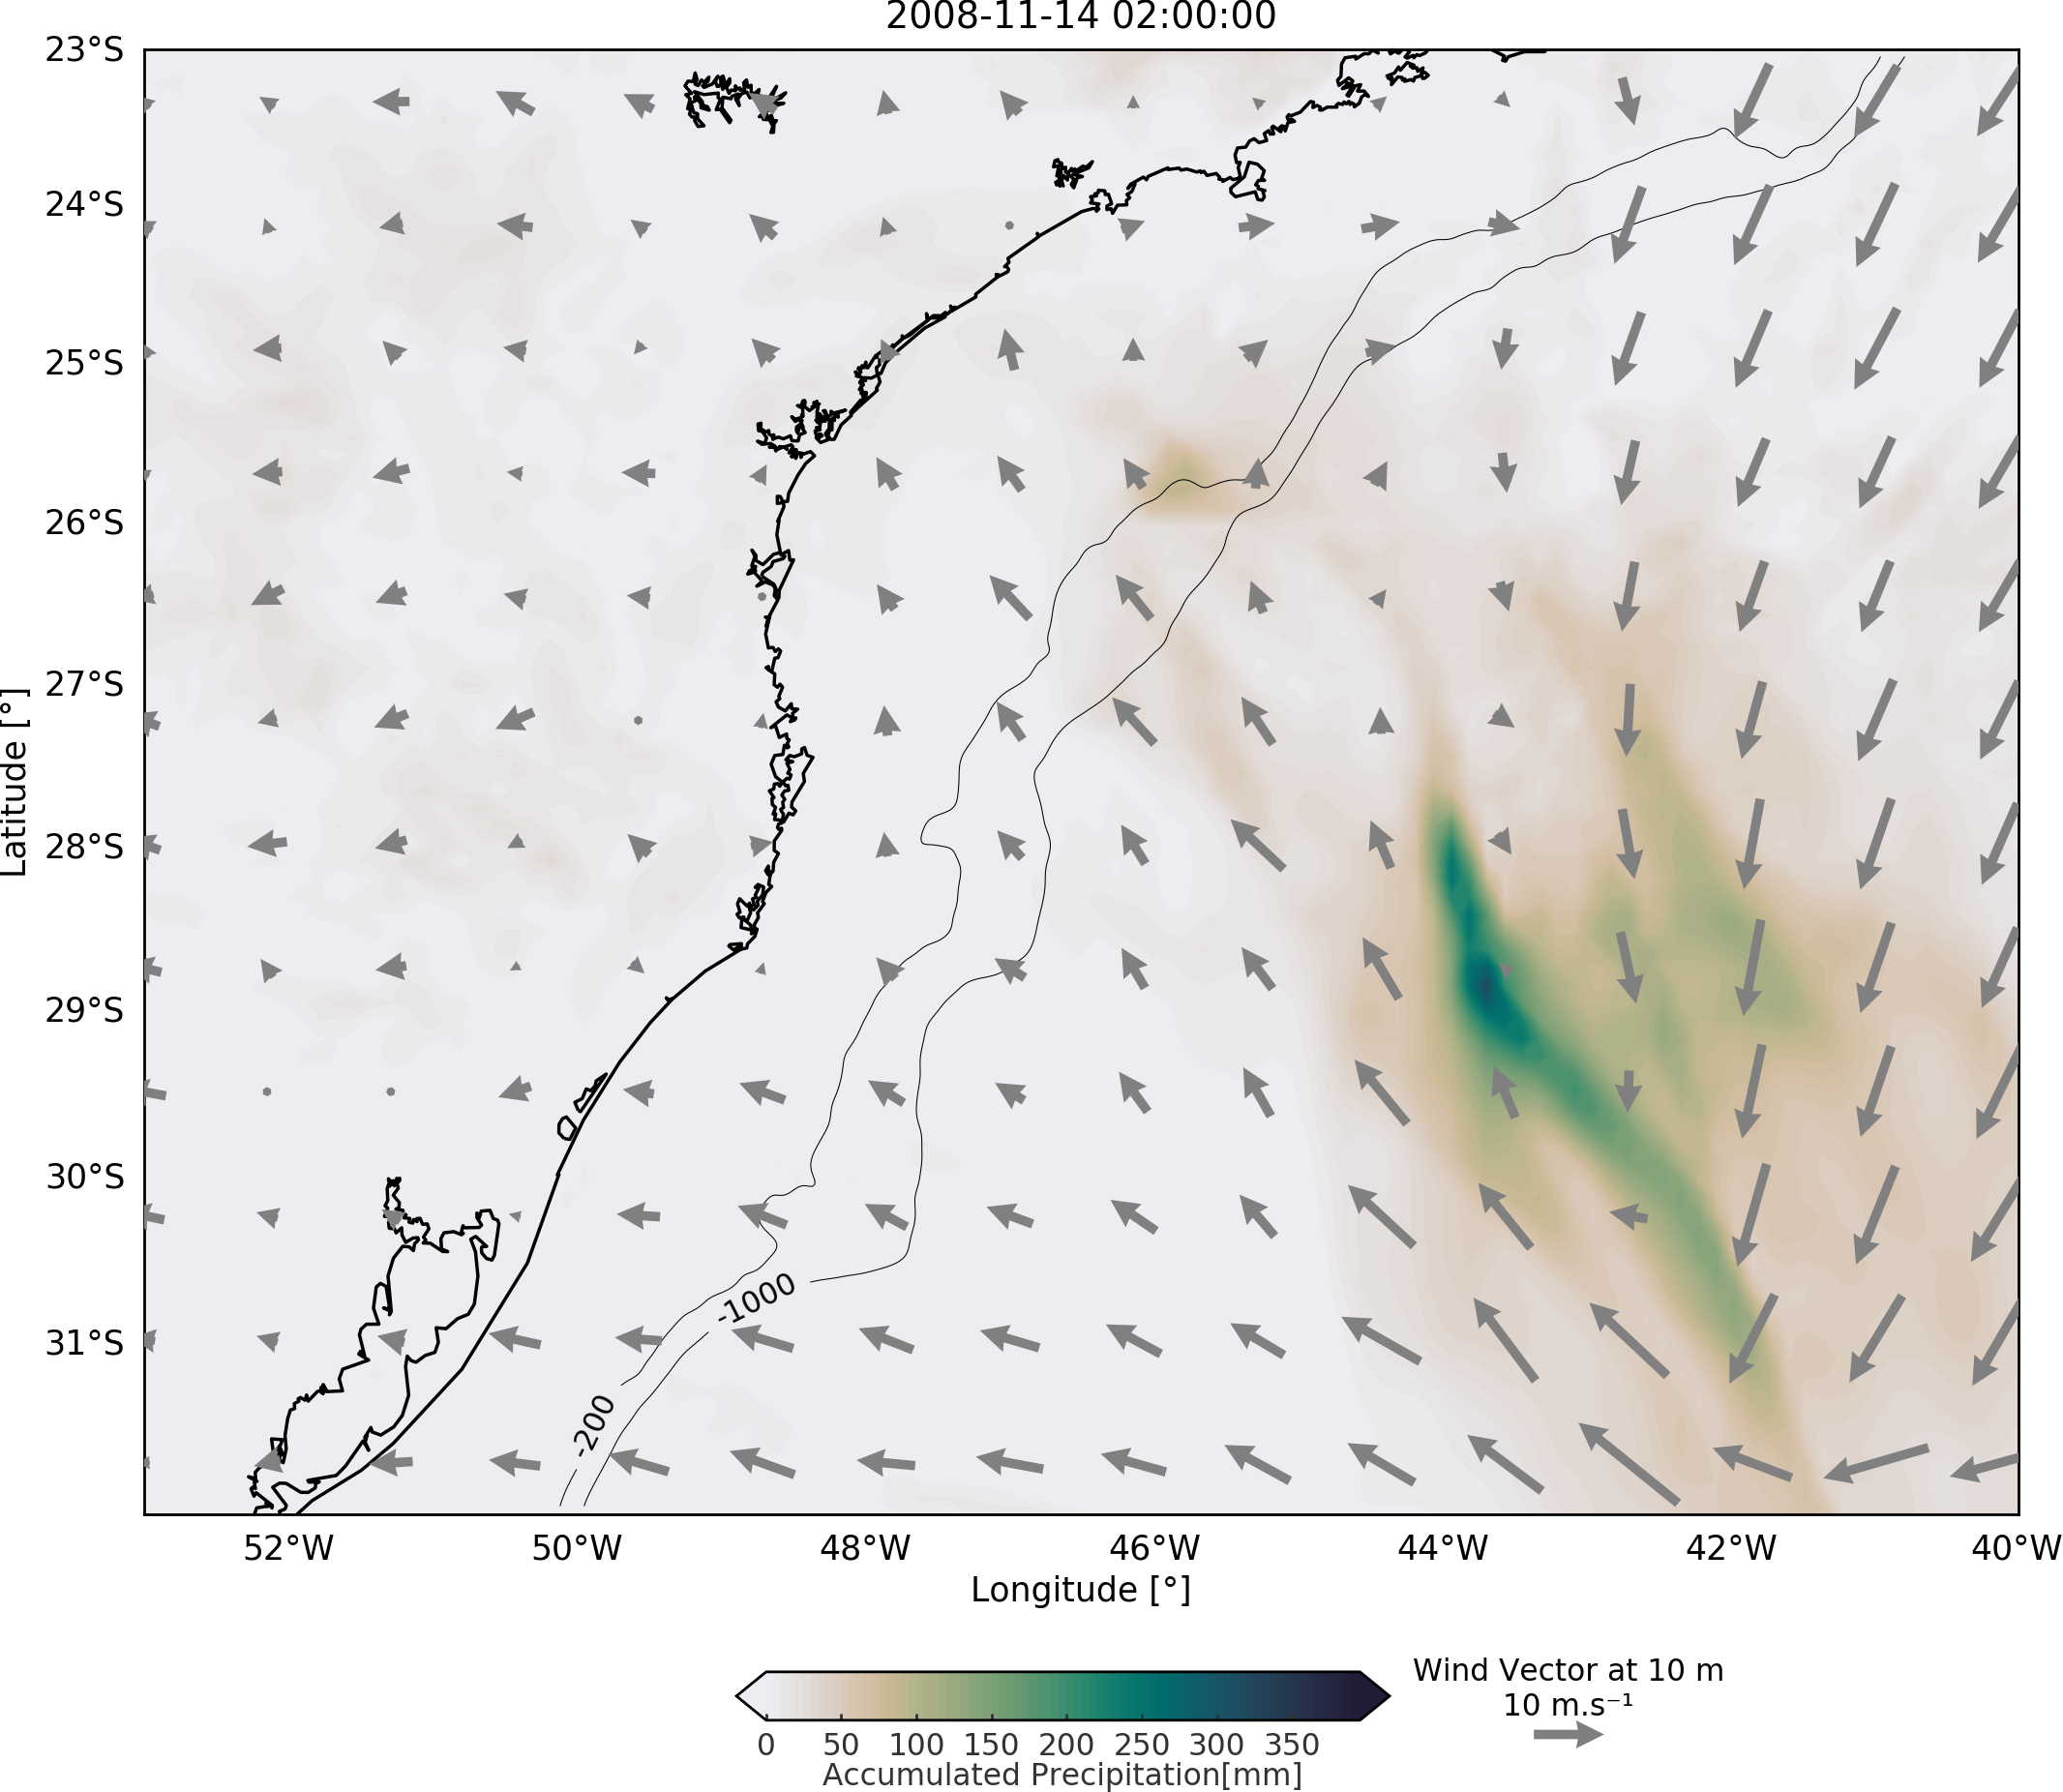 2008-11-14 02:00:00
23°S
24°S
25°S
26°S
27°S
28°S
29°S
30°S
31°S
Latitude [°]
-1000
-200
52°W 50°W 48°W 46°W 44°W 42°W 40°W
Longitude [°]
Wind Vector at 10 m
10 m.s⁻¹
0 50 100 150 200 250 300 350
Accumulated Precipitation[mm]